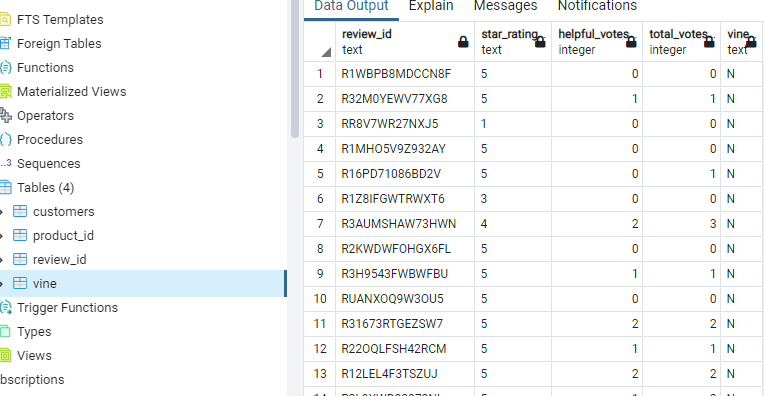 FTS Templates
Foreign Tables
Functions
Materialized Views
Operators
Procedures
..3 Sequences
Tables (4)
customers
product_id
review_id
vine
Trigger Functions
Types
Views
bscriptions
Data Output Explain Messages Notifications
review_id star_rating helpful_votes total_votes vine
text text integer integer text
1 R1WBPB8MDCCN8F 5 0 0 N
2 R32M0YEWV77XG8 5 1 1 N
3 RR8V7WR27NXJ5 1 0 0 N
4 R1MHO5V9Z932AY 5 0 0 N
5 R16PD71086BD2V 5 0 1 N
6 R1Z8IFGWTRWXT6 3 0 0 N
7 R3AUMSHAW73HWN 4 2 3 N
8 R2KWDWFOHGX6FL 5 0 0 N
9 R3H9543FWBWFBU 5 1 1 N
10 RUANXOQ9W3OU5 5 0 0 N
11 R31673RTGEZSW7 5 2 2 N
12 R22OQLFSH42RCM 5 1 1 N
13 R12LEL4F3TSZUJ 5 2 2 N